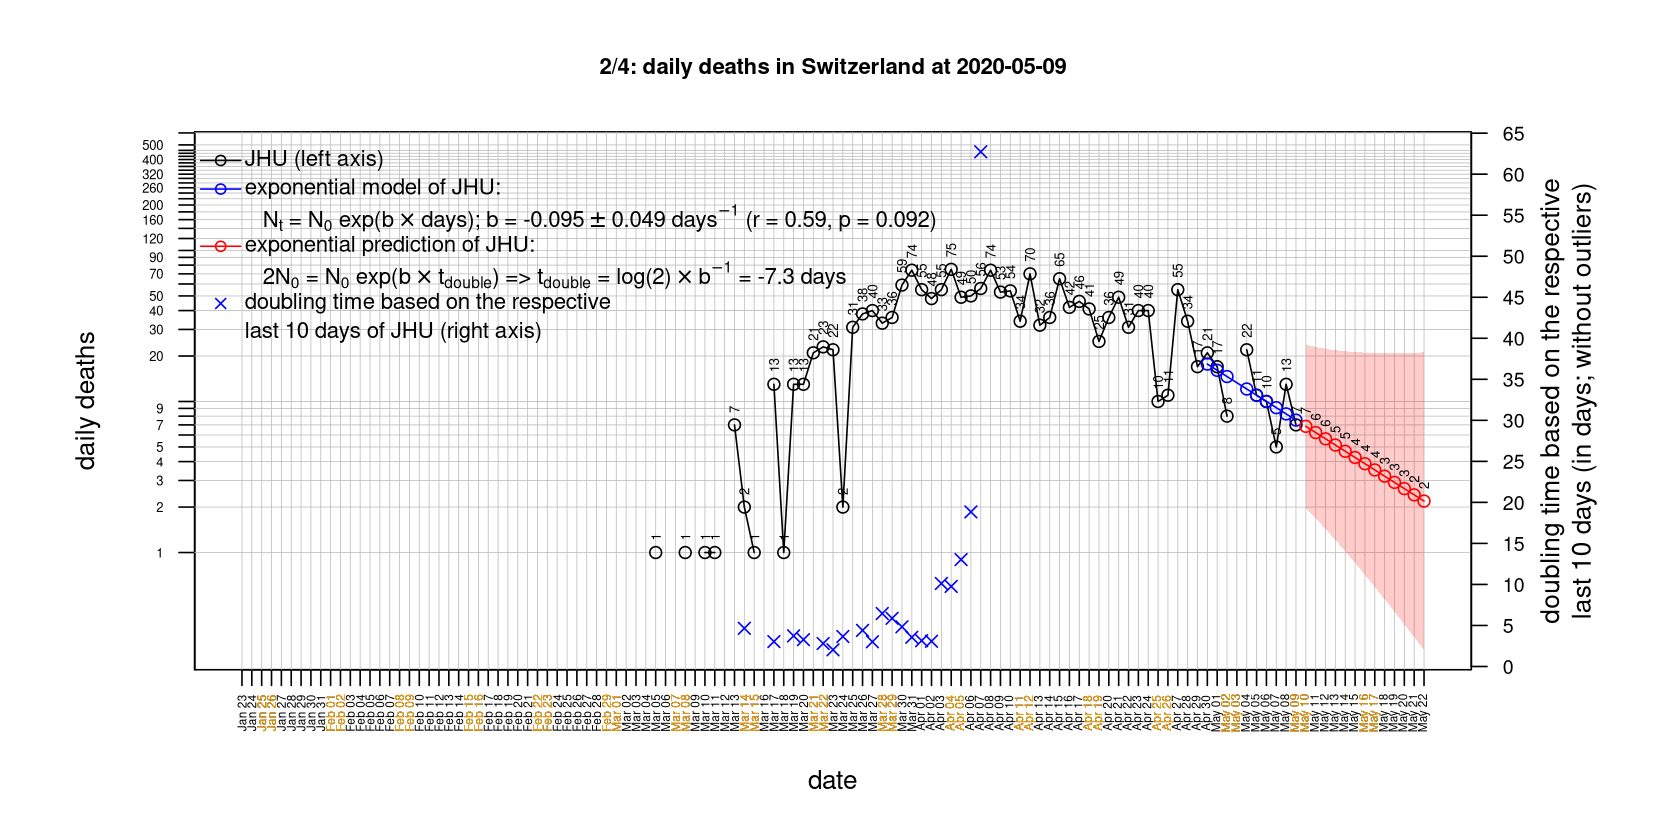 2/4: daily deaths in Switzerland at 2020-05-09
daily deaths
500
400
320
260
200
160
120
90
70
50
40
30
20
9
7
5
4
3
2
1
JHU (left axis)
exponential model of JHU:
Nt = N0 exp(b × days); b = -0.095 ± 0.049 days−1 (r = 0.59, p = 0.092)
exponential prediction of JHU:
2N0 = N0 exp(b × tdouble) => tdouble = log(2) × b−1 = -7.3 days
doubling time based on the respective
last 10 days of JHU (right axis)
1 1 1 1 7 2 1 13 1 13 13 21 23 22 2 31 38 40 33 36 59 74 55 48 55 75 49 50 56 74 53 54 34 70 32 36 65 42 46 41 25 36 49 31 40 40 10 11 55 34 17 21 17 8 22 11 10 5 13 7
7 6 6 5 5 4 4 4 3 3 3 2 2
65
60
55
50
45
40
35
30
25
20
15
10
5
0
doubling time based on the respective
last 10 days (in days; without outliers)
Jan 23 Jan 24 Jan 25 Jan 26 Jan 27 Jan 28 Jan 29 Jan 30 Jan 31 Feb 01 Feb 02 Feb 03 Feb 04 Feb 05 Feb 06 Feb 07 Feb 08 Feb 09 Feb 10 Feb 11 Feb 12 Feb 13 Feb 14 Feb 15 Feb 16 Feb 17 Feb 18 Feb 19 Feb 20 Feb 21 Feb 22 Feb 23 Feb 24 Feb 25 Feb 26 Feb 27 Feb 28 Feb 29 Mar 01 Mar 02 Mar 03 Mar 04 Mar 05 Mar 06 Mar 07 Mar 08 Mar 09 Mar 10 Mar 11 Mar 12 Mar 13 Mar 14 Mar 15 Mar 16 Mar 17 Mar 18 Mar 19 Mar 20 Mar 21 Mar 22 Mar 23 Mar 24 Mar 25 Mar 26 Mar 27 Mar 28 Mar 29 Mar 30 Mar 31 Apr 01 Apr 02 Apr 03 Apr 04 Apr 05 Apr 06 Apr 07 Apr 08 Apr 09 Apr 10 Apr 11 Apr 12 Apr 13 Apr 14 Apr 15 Apr 16 Apr 17 Apr 18 Apr 19 Apr 20 Apr 21 Apr 22 Apr 23 Apr 24 Apr 25 Apr 26 Apr 27 Apr 28 Apr 29 Apr 30 May 01 May 02 May 03 May 04 May 05 May 06 May 07 May 08 May 09 May 10 May 11 May 12 May 13 May 14 May 15 May 16 May 17 May 18 May 19 May 20 May 21 May 22
date